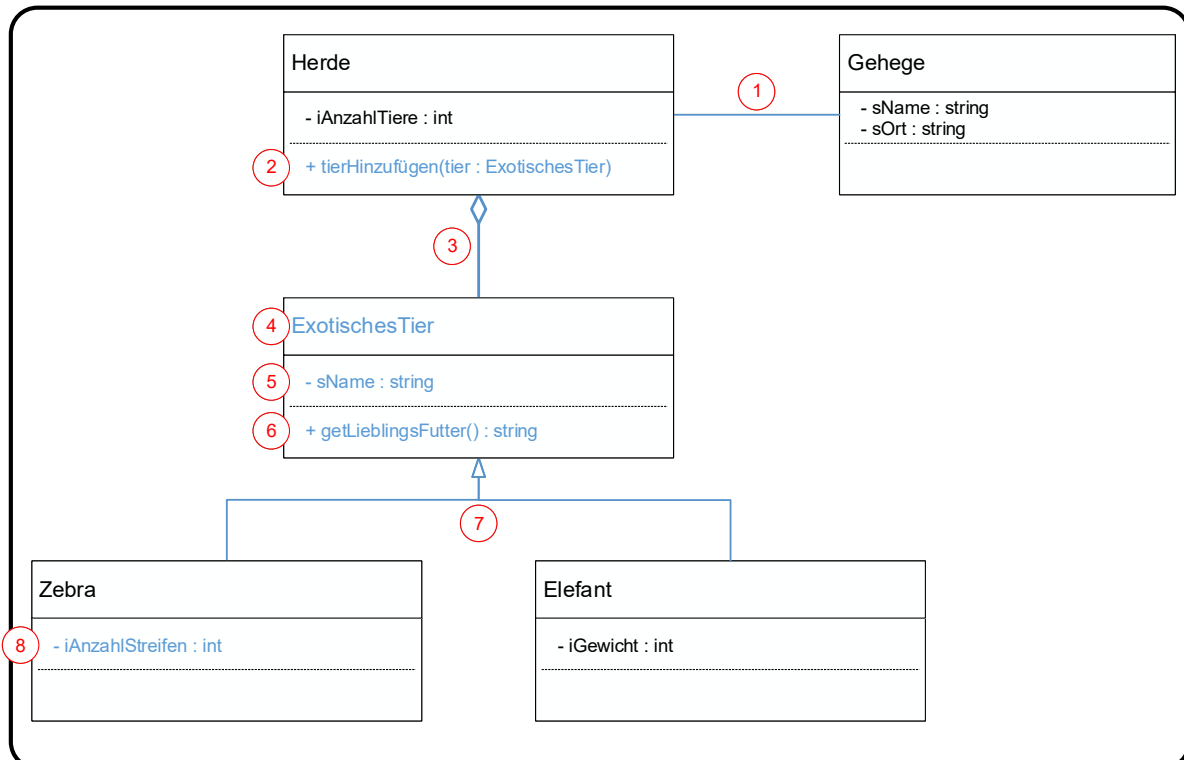 Herde
- iAnzahlTiere : int
2 + tierHinzufügen(tier : ExotischesTier)
1
Gehege
- sName : string
- sOrt : string
3
4 ExotischesTier
5 - sName : string
6 + getLieblingsFutter() : string
7
Zebra
8 - iAnzahlStreifen : int
Elefant
- iGewicht : int